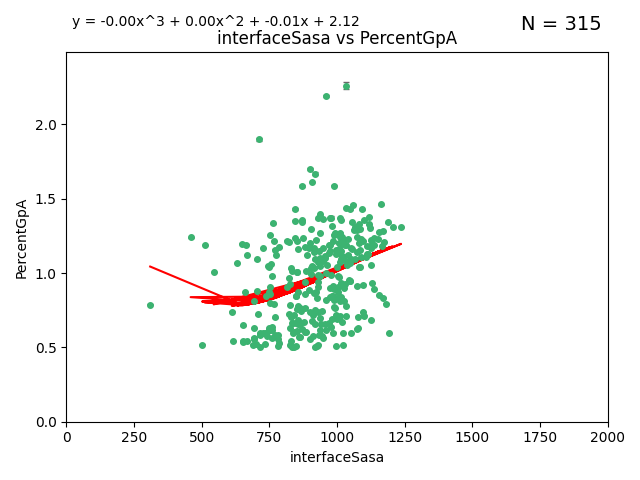 y = -0.00x^3 + 0.00x^2 + -0.01x + 2.12
N = 315
interfaceSasa vs PercentGpA
PercentGpA
2.0
1.5
1.0
0.5
0.0
0 250 500 750 1000 1250 1500 1750 2000
interfaceSasa